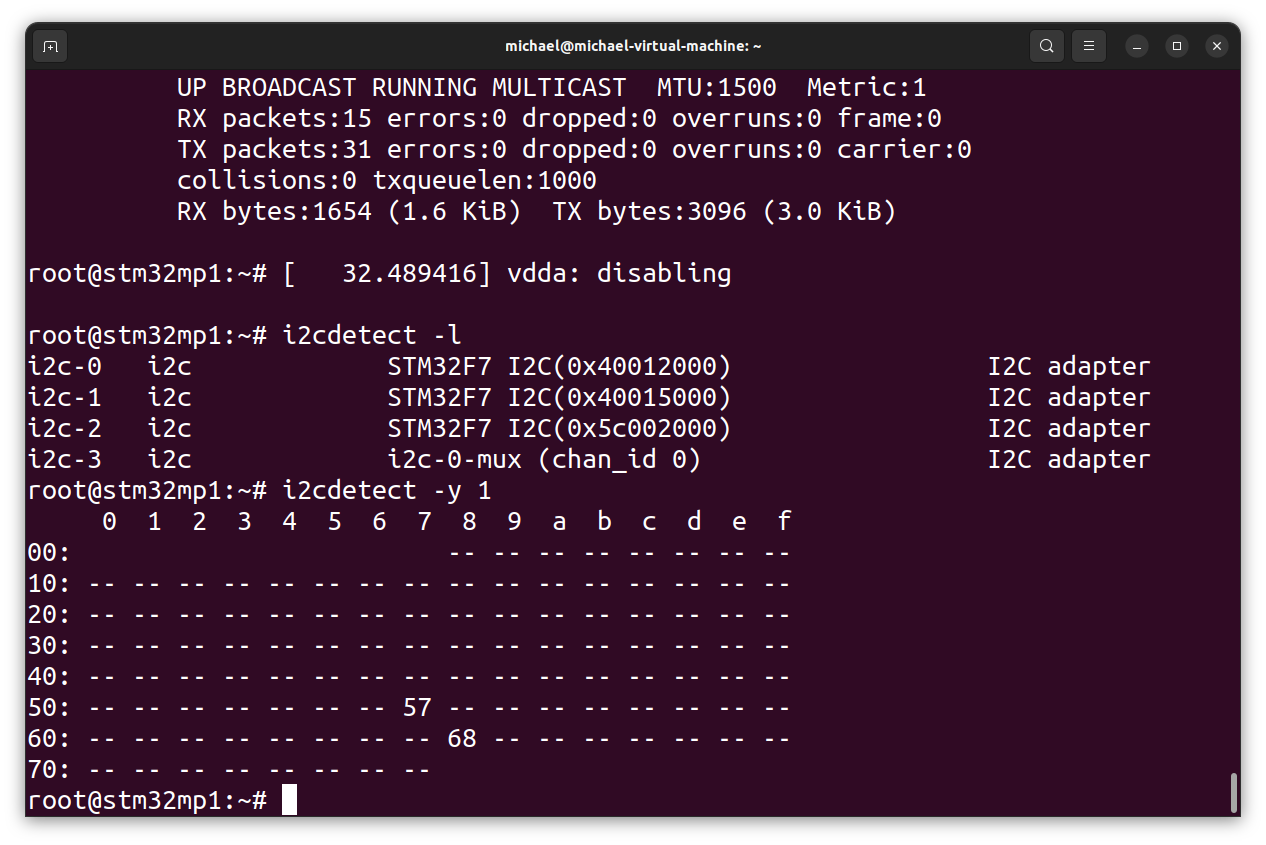 michael@michael-virtual-machine: ~
UP BROADCAST RUNNING MULTICAST  MTU:1500  Metric:1
RX packets:15 errors:0 dropped:0 overruns:0 frame:0
TX packets:31 errors:0 dropped:0 overruns:0 carrier:0
collisions:0 txqueuelen:1000
RX bytes:1654 (1.6 KiB)  TX bytes:3096 (3.0 KiB)
root@stm32mp1:~# [   32.489416] vdda: disabling
root@stm32mp1:~# i2cdetect -l
i2c-0   i2c             STM32F7 I2C(0x40012000)                 I2C adapter
i2c-1   i2c             STM32F7 I2C(0x40015000)                 I2C adapter
i2c-2   i2c             STM32F7 I2C(0x5c002000)                 I2C adapter
i2c-3   i2c             i2c-0-mux (chan_id 0)                   I2C adapter
root@stm32mp1:~# i2cdetect -y 1
     0  1  2  3  4  5  6  7  8  9  a  b  c  d  e  f
00:                         -- -- -- -- -- -- -- --
10: -- -- -- -- -- -- -- -- -- -- -- -- -- -- -- --
20: -- -- -- -- -- -- -- -- -- -- -- -- -- -- -- --
30: -- -- -- -- -- -- -- -- -- -- -- -- -- -- -- --
40: -- -- -- -- -- -- -- -- -- -- -- -- -- -- -- --
50: -- -- -- -- -- -- -- 57 -- -- -- -- -- -- -- --
60: -- -- -- -- -- -- -- -- 68 -- -- -- -- -- -- --
70: -- -- -- -- -- -- -- --
root@stm32mp1:~#